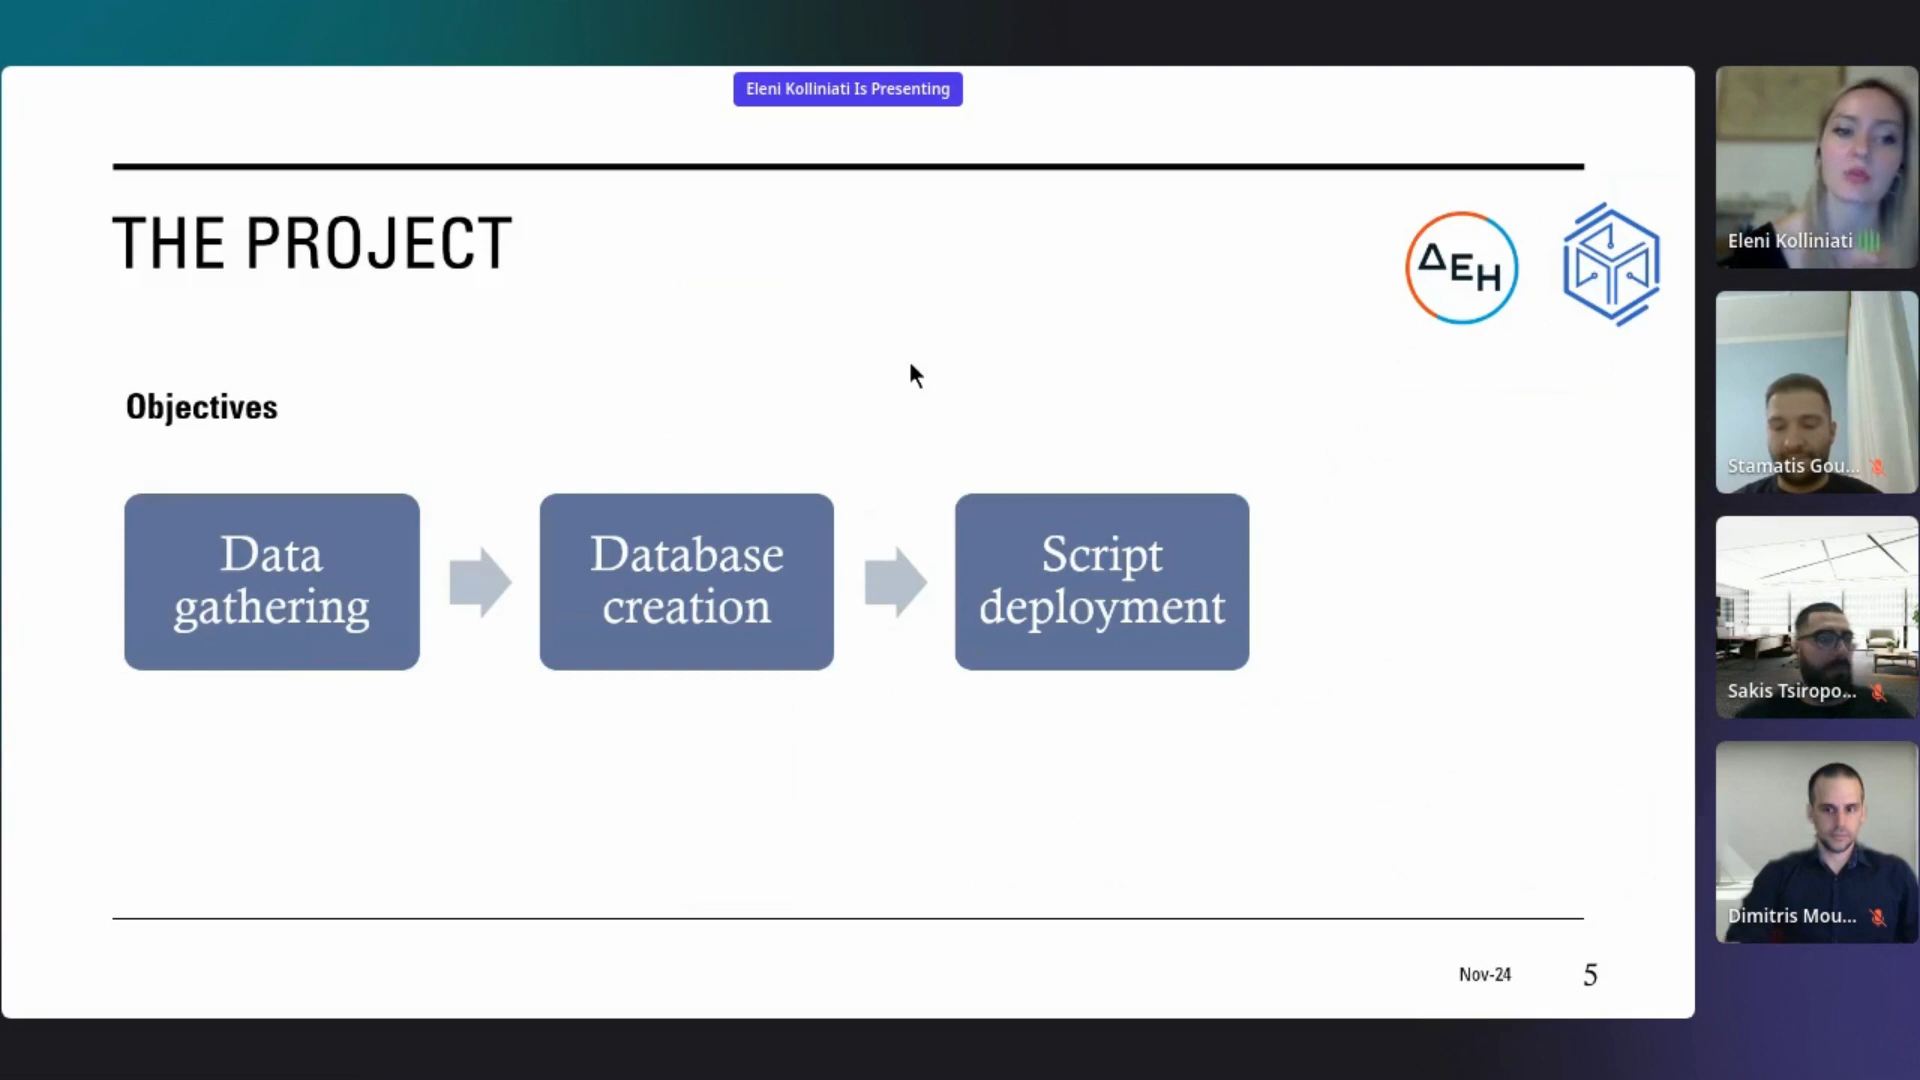 Eleni Kolliniati Is Presenting
THE PROJECT
ΔΕΗ
Objectives
Data
gathering
Database
creation
Script
deployment
Nov-24
5
Eleni Kolliniati
Stamatis Gou...
Sakis Tsiropo...
Dimitris Mou...